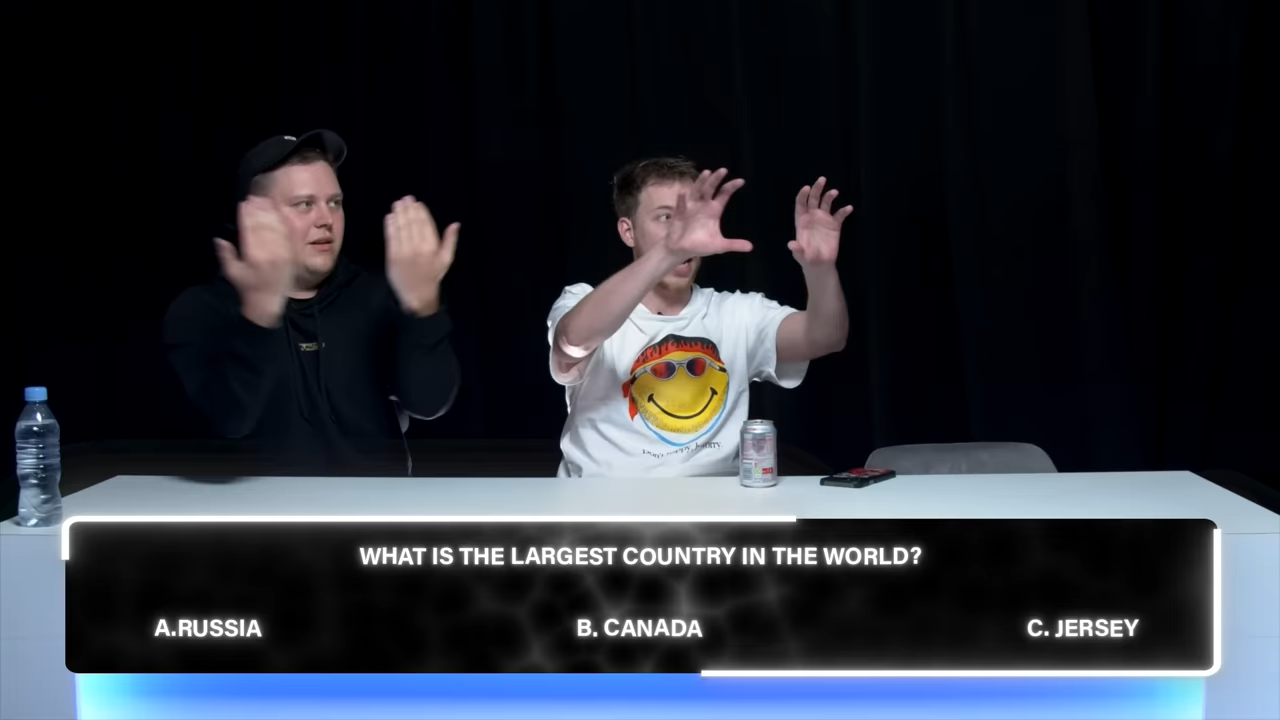 WHAT IS THE LARGEST COUNTRY IN THE WORLD?
A.RUSSIA
B. CANADA
C. JERSEY